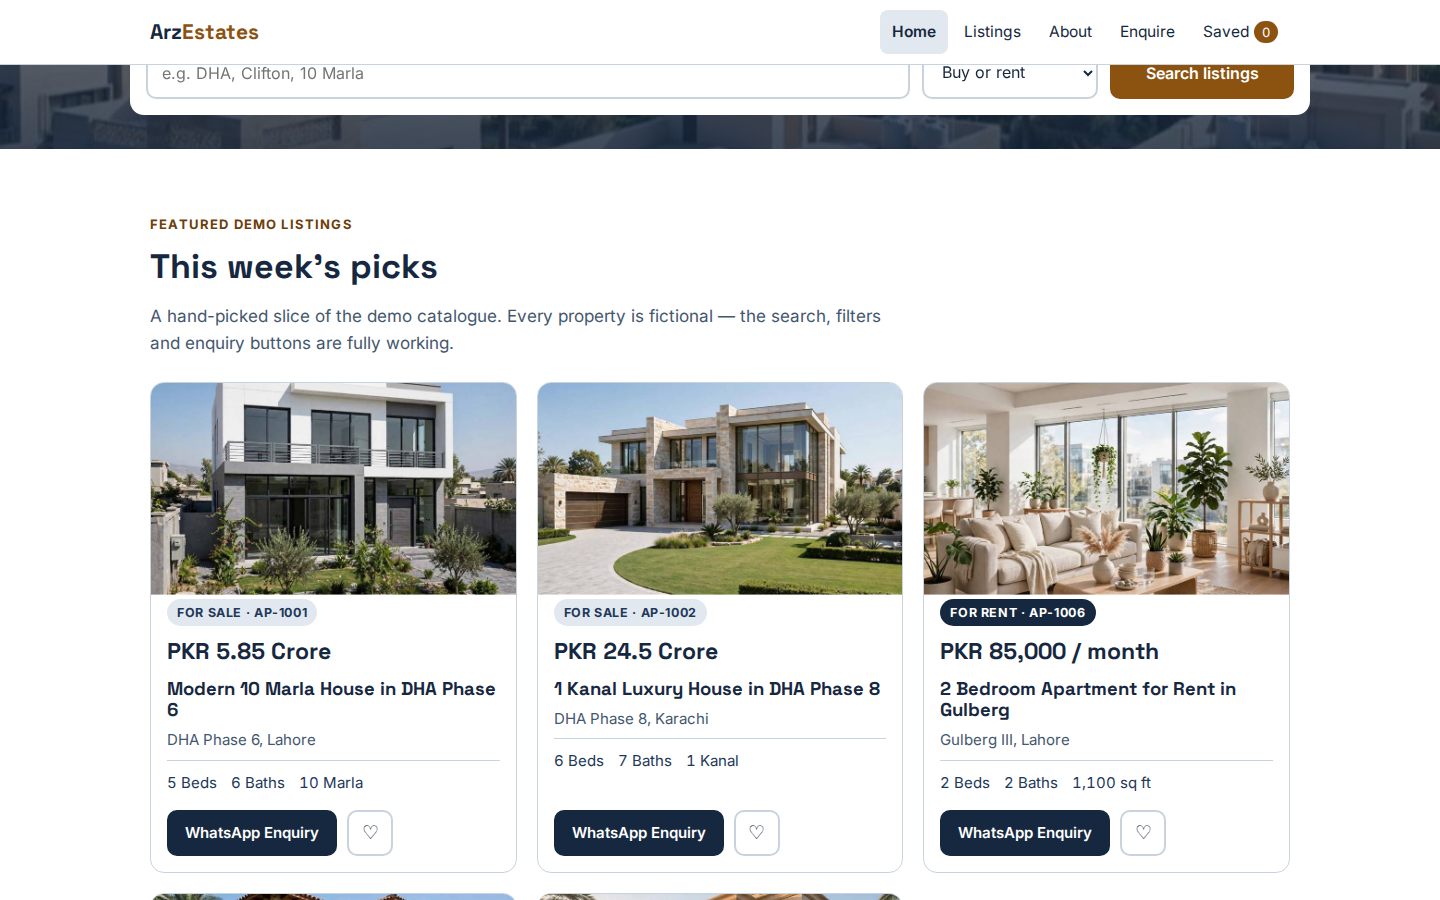 ArzEstates
Home Listings About Enquire Saved 0
e.g. DHA, Clifton, 10 Marla
Buy or rent
Search listings
FEATURED DEMO LISTINGS
This week’s picks
A hand-picked slice of the demo catalogue. Every property is fictional — the search, filters
and enquiry buttons are fully working.
FOR SALE · AP-1001
PKR 5.85 Crore
Modern 10 Marla House in DHA Phase
6
DHA Phase 6, Lahore
5 Beds 6 Baths 10 Marla
WhatsApp Enquiry ♡
FOR SALE · AP-1002
PKR 24.5 Crore
1 Kanal Luxury House in DHA Phase 8
DHA Phase 8, Karachi
6 Beds 7 Baths 1 Kanal
WhatsApp Enquiry ♡
FOR RENT · AP-1006
PKR 85,000 / month
2 Bedroom Apartment for Rent in
Gulberg
Gulberg III, Lahore
2 Beds 2 Baths 1,100 sq ft
WhatsApp Enquiry ♡